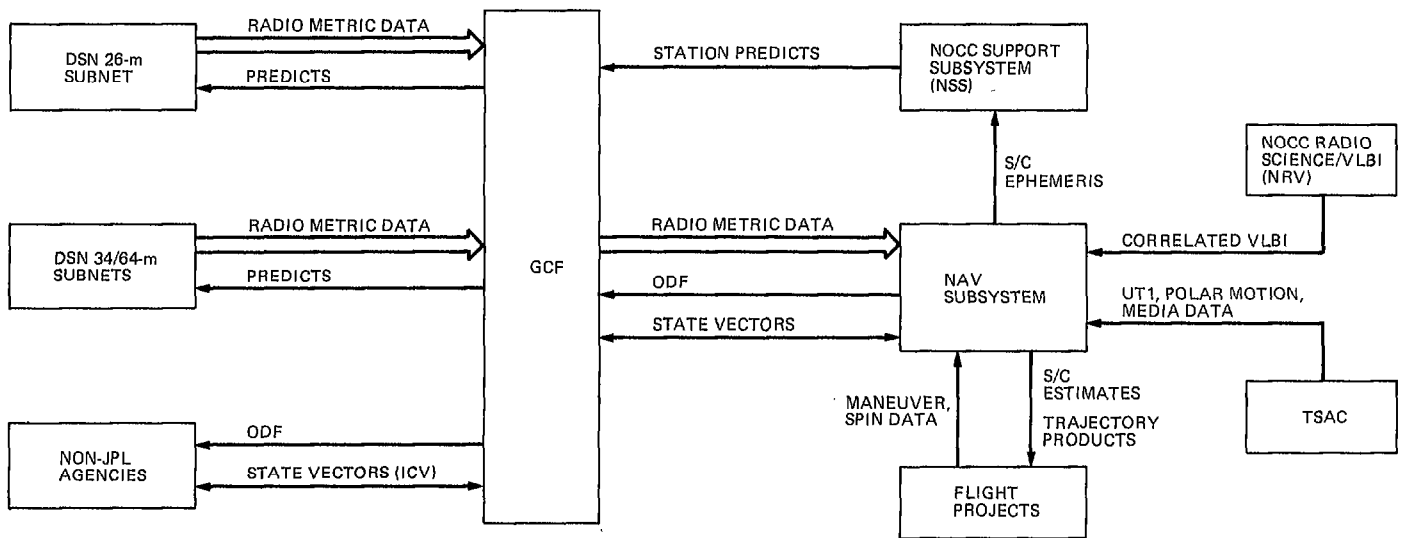 RADIO METRIC DATA
DSN 26-m
SUBNET
PREDICTS
STATION PREDICTS
NOCC SUPPORT
SUBSYSTEM
(NSS)
S/C
EPHEMERIS
NOCC RADIO
SCIENCE/VLBI
(NRV)
RADIO METRIC DATA
DSN 34/64-m
SUBNETS
PREDICTS
GCF
RADIO METRIC DATA
ODF
STATE VECTORS
NAV
SUBSYSTEM
CORRELATED VLBI
UT1, POLAR MOTION,
MEDIA DATA
TSAC
MANEUVER,
SPIN DATA
S/C
ESTIMATES
TRAJECTORY
PRODUCTS
ODF
NON-JPL
AGENCIES
STATE VECTORS (ICV)
FLIGHT
PROJECTS